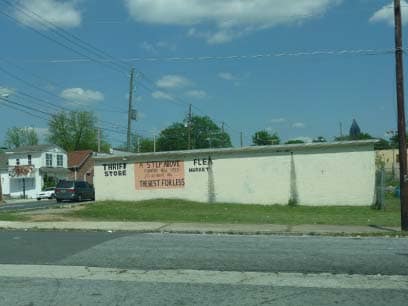 THRIFT
STORE
A STEP ABOVE
THE BEST FOR LESS
FLEA
MARKET